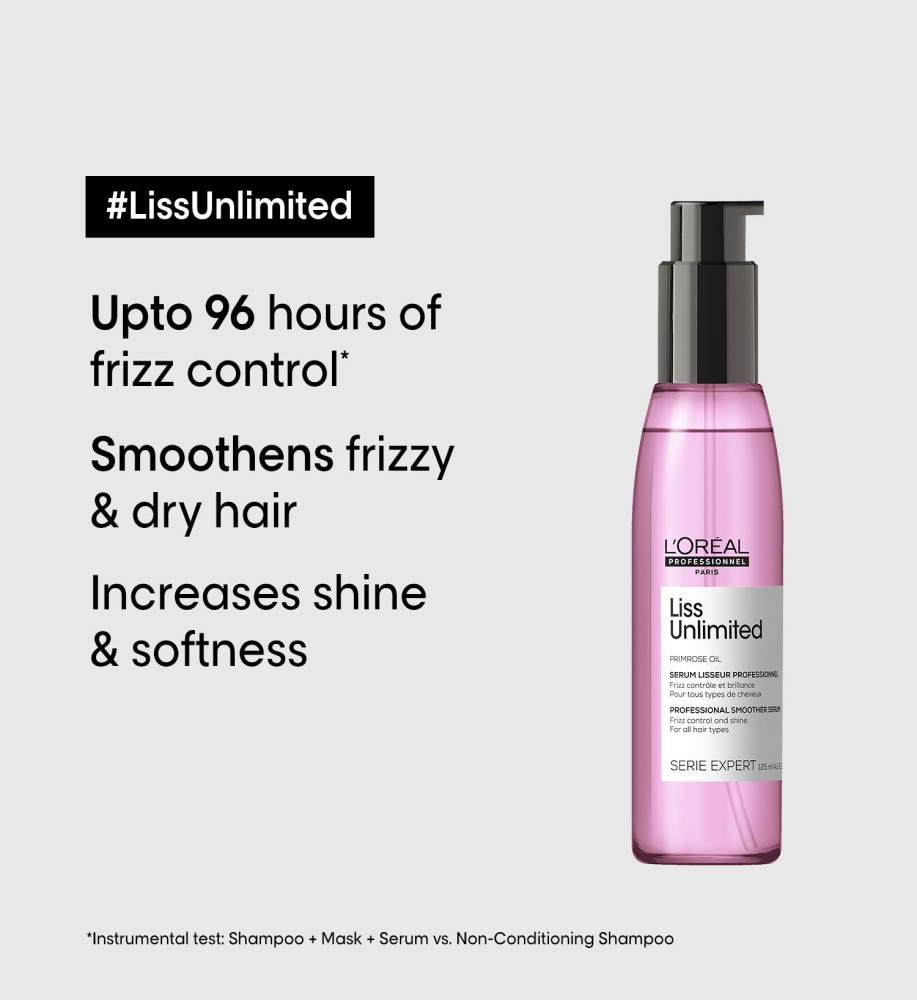 #LissUnlimited
Upto 96 hours of
frizz control*
Smoothens frizzy
& dry hair
Increases shine
& softness
L'ORÉAL
PROFESSIONNEL
PARIS
Liss
Unlimited
PRIMROSE OIL
SERUM LISSEUR PROFESSIONNEL
Frizz contrôle et brillance
Pour tous types de cheveux
PROFESSIONAL SMOOTHER SERUM
Frizz control and shine
For all hair types
SERIE EXPERT 125 ml
*Instrumental test: Shampoo + Mask + Serum vs. Non-Conditioning Shampoo